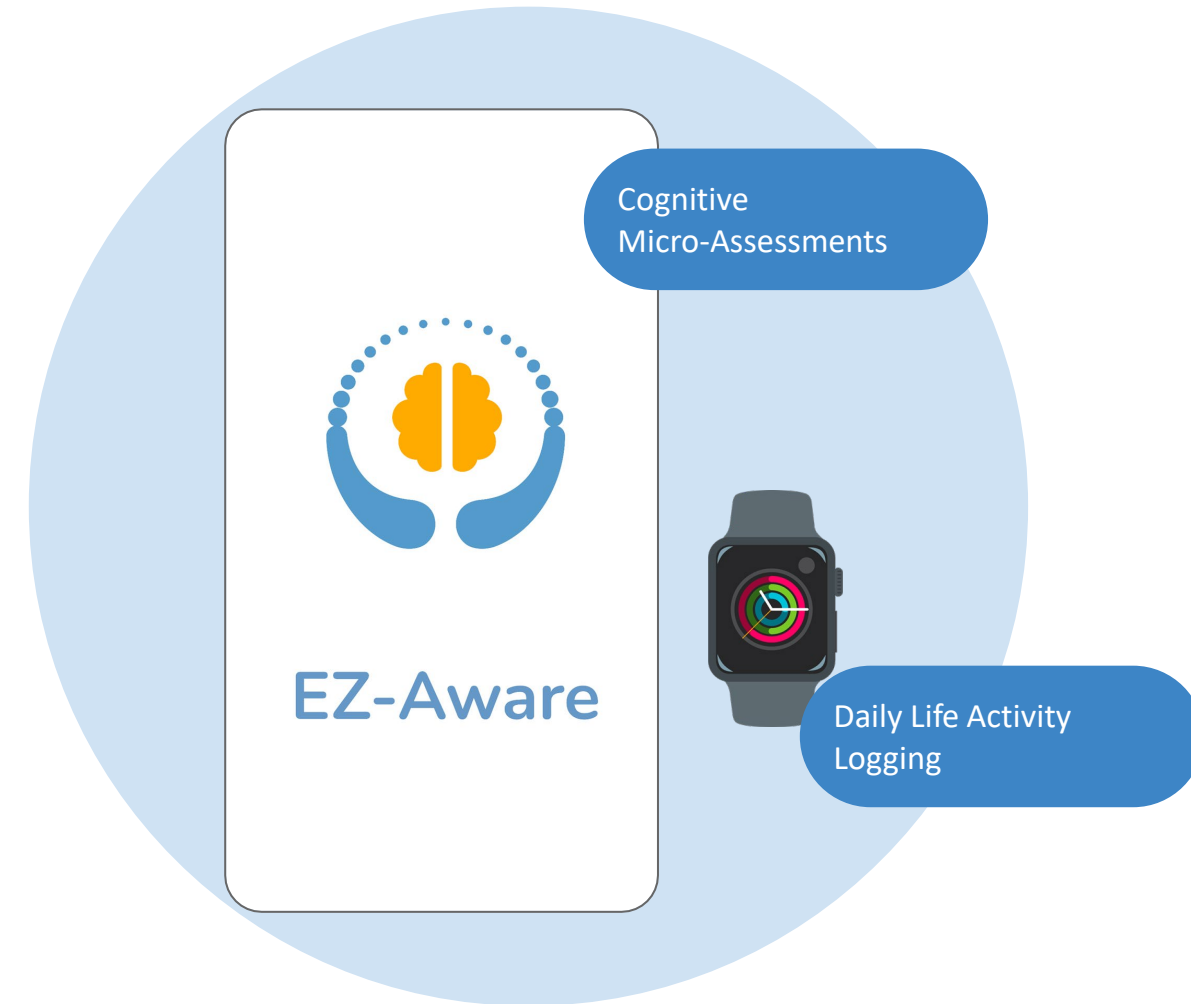 Cognitive
Micro-Assessments
EZ-Aware
Daily Life Activity
Logging